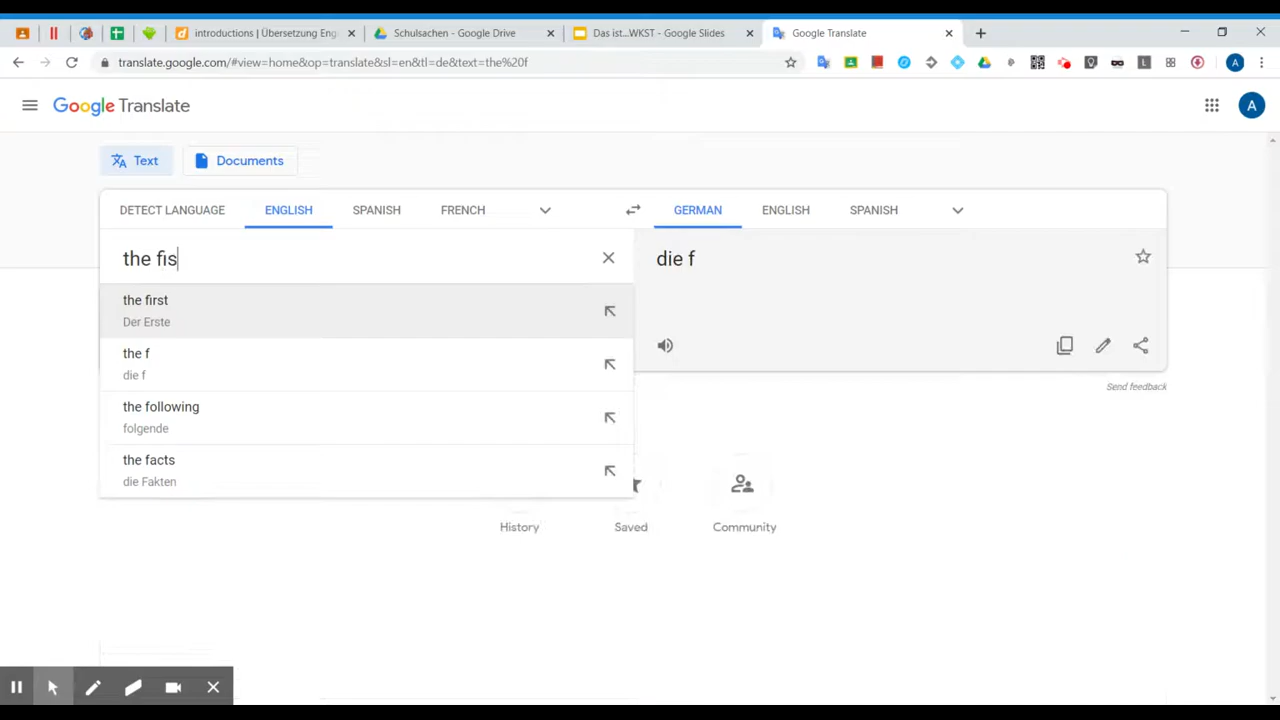 introductions | Übersetzung Eng
Schulsachen - Google Drive
Das ist...WKST - Google Slides
Google Translate
translate.google.com/#view=home&op=translate&sl=en&tl=de&text=the%20f
A
Google Translate
A
Text
Documents
DETECT LANGUAGE ENGLISH SPANISH FRENCH
GERMAN ENGLISH SPANISH
the fis
die f
the first
Der Erste
the f
die f
the following
folgende
the facts
die Fakten
Send feedback
History
Saved
Community